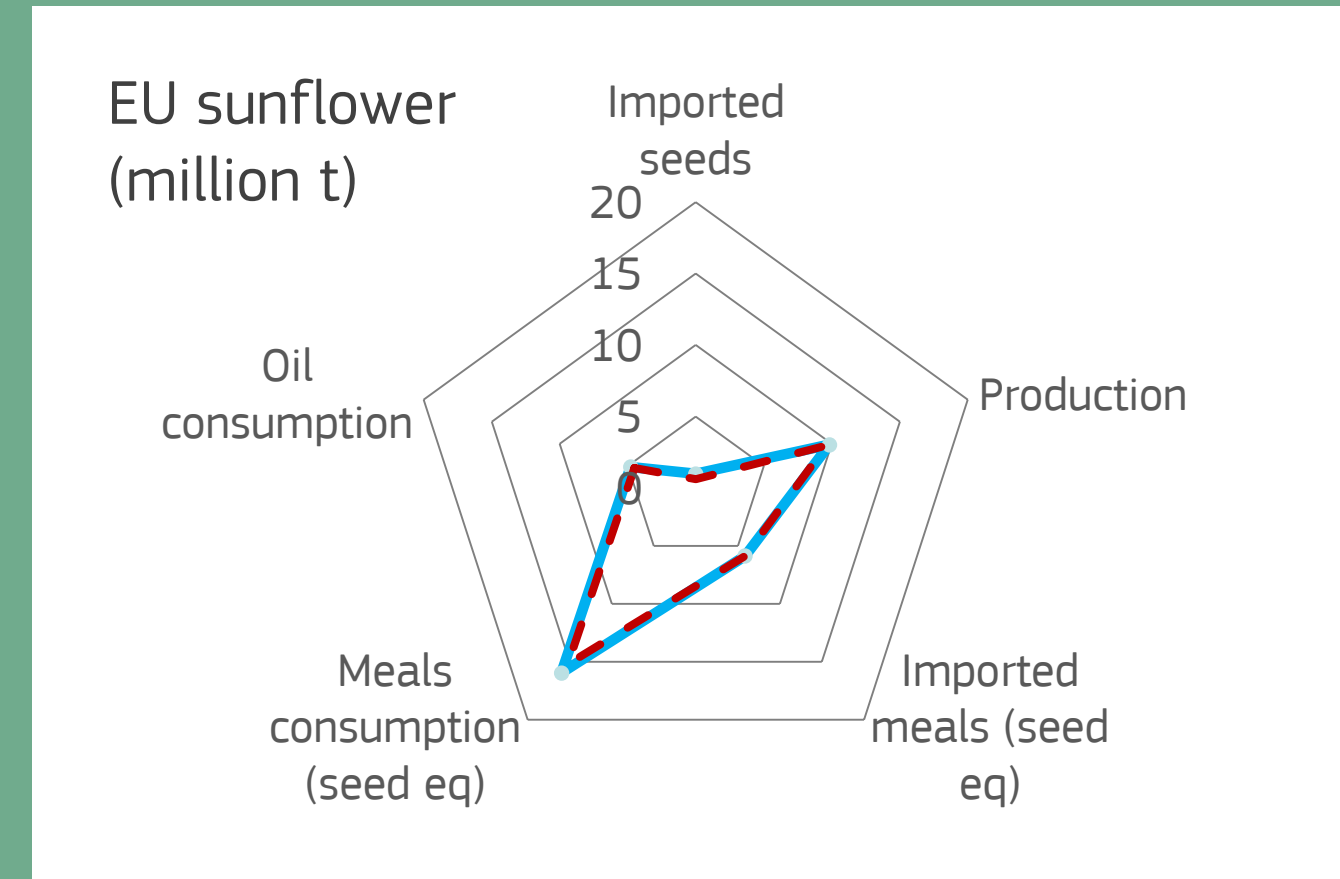 EU sunflower
(million t)
Imported
seeds
20
15
10
5
0
Production
Imported
meals (seed
eq)
Meals
consumption
(seed eq)
Oil
consumption